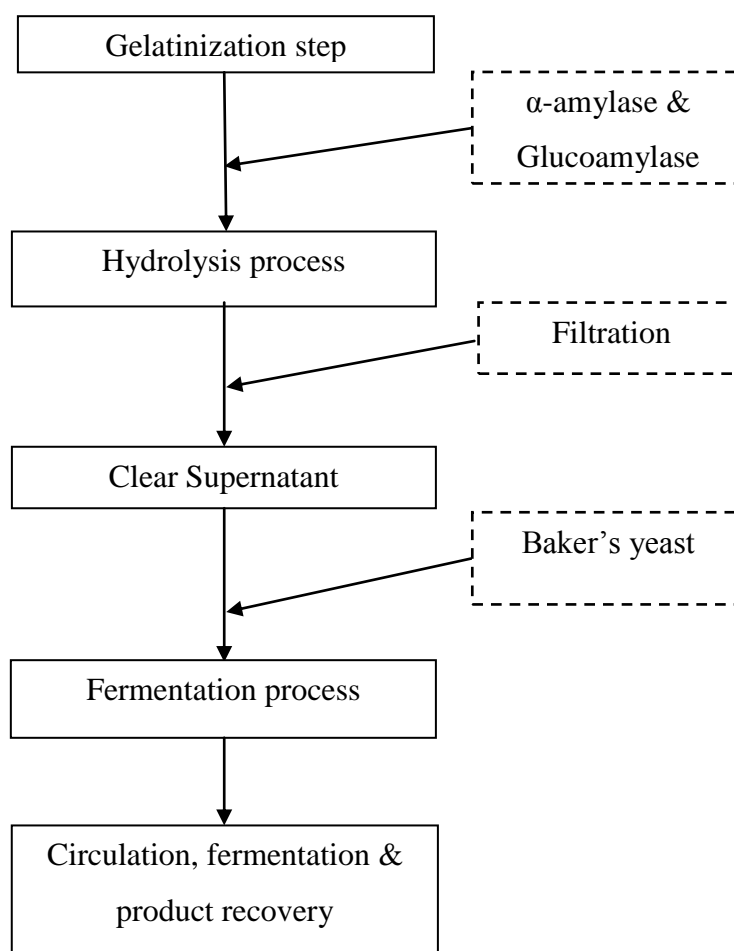 Gelatinization step
α-amylase &
Glucoamylase
Hydrolysis process
Filtration
Clear Supernatant
Baker’s yeast
Fermentation process
Circulation, fermentation &
product recovery